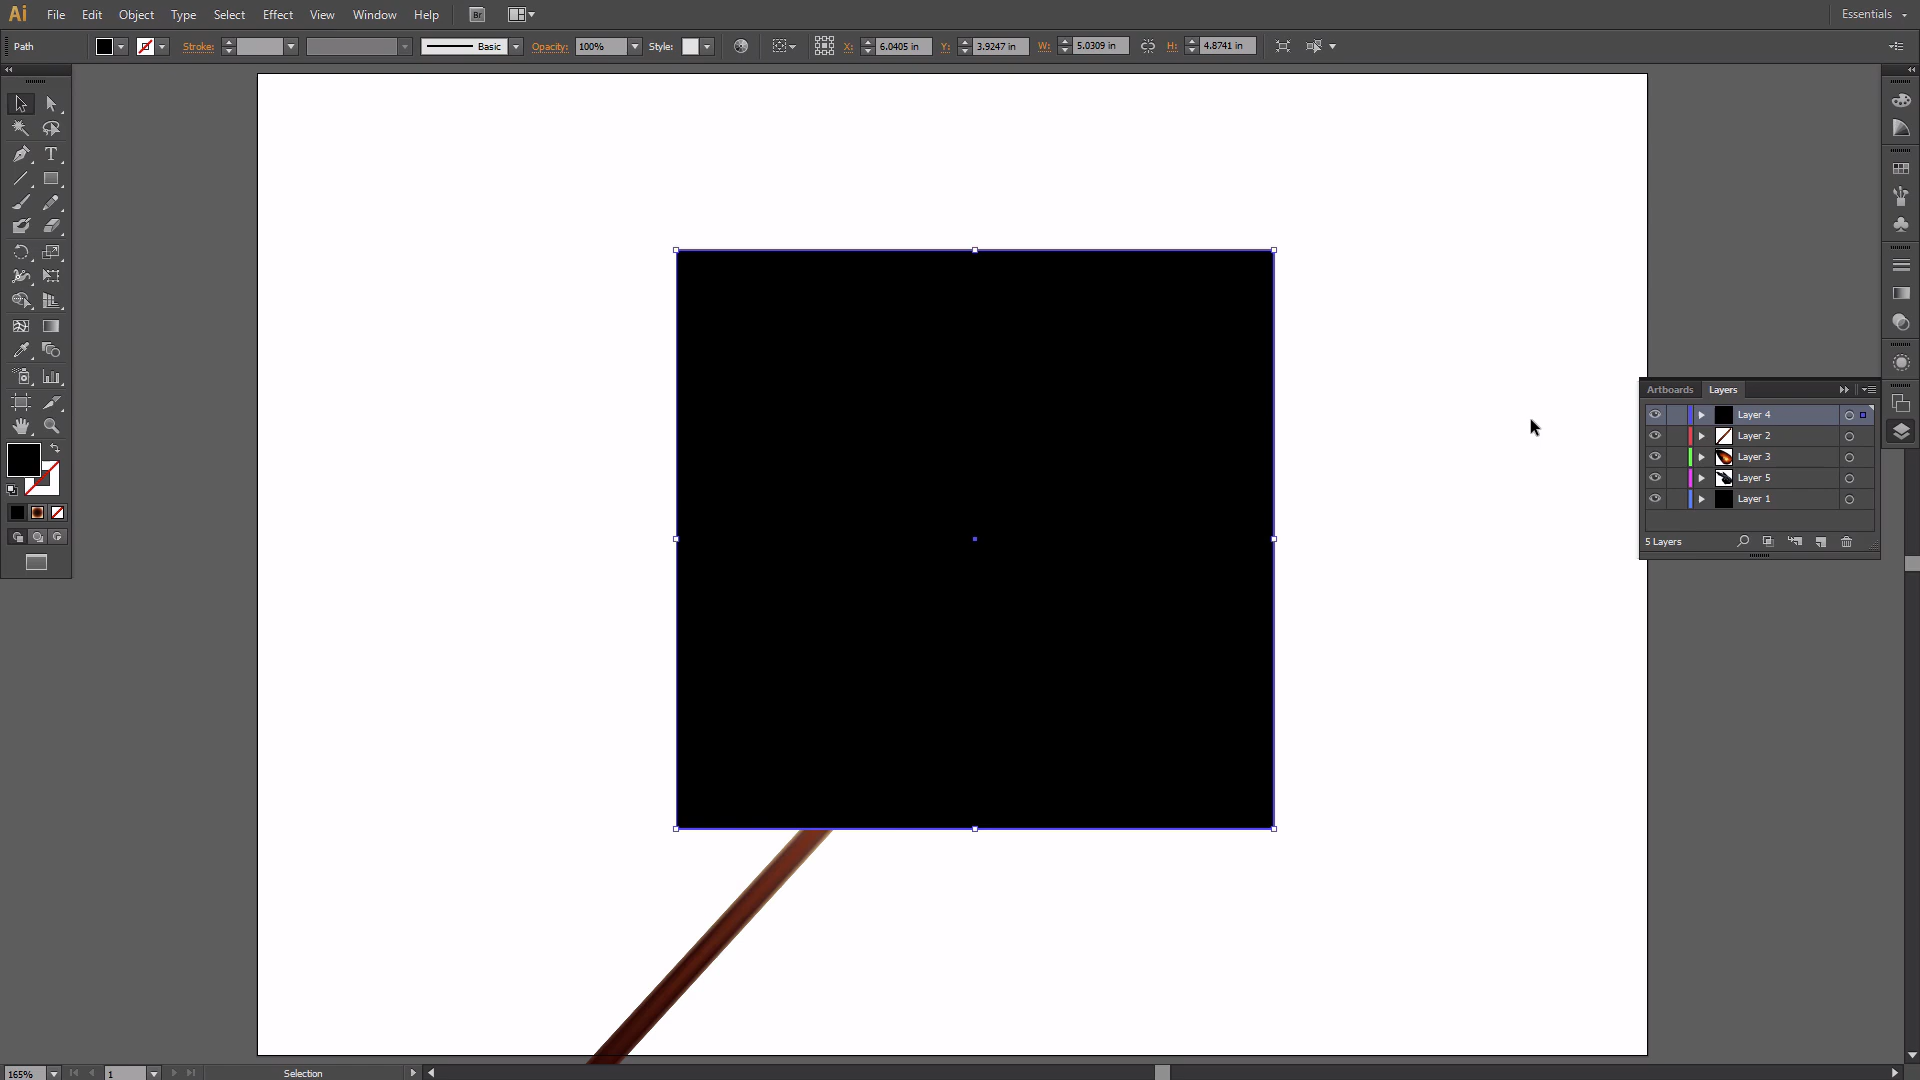 Ai File Edit Object Type Select Effect View Window Help Br Essentials
Path Stroke: Basic Opacity: 100% Style: X: 6.0405 in Y: 3.9247 in W: 5.0309 in H: 4.8741 in
T
Artboards Layers
Layer 4
Layer 2
Layer 3
Layer 5
Layer 1
5 Layers
165% 1 Selection